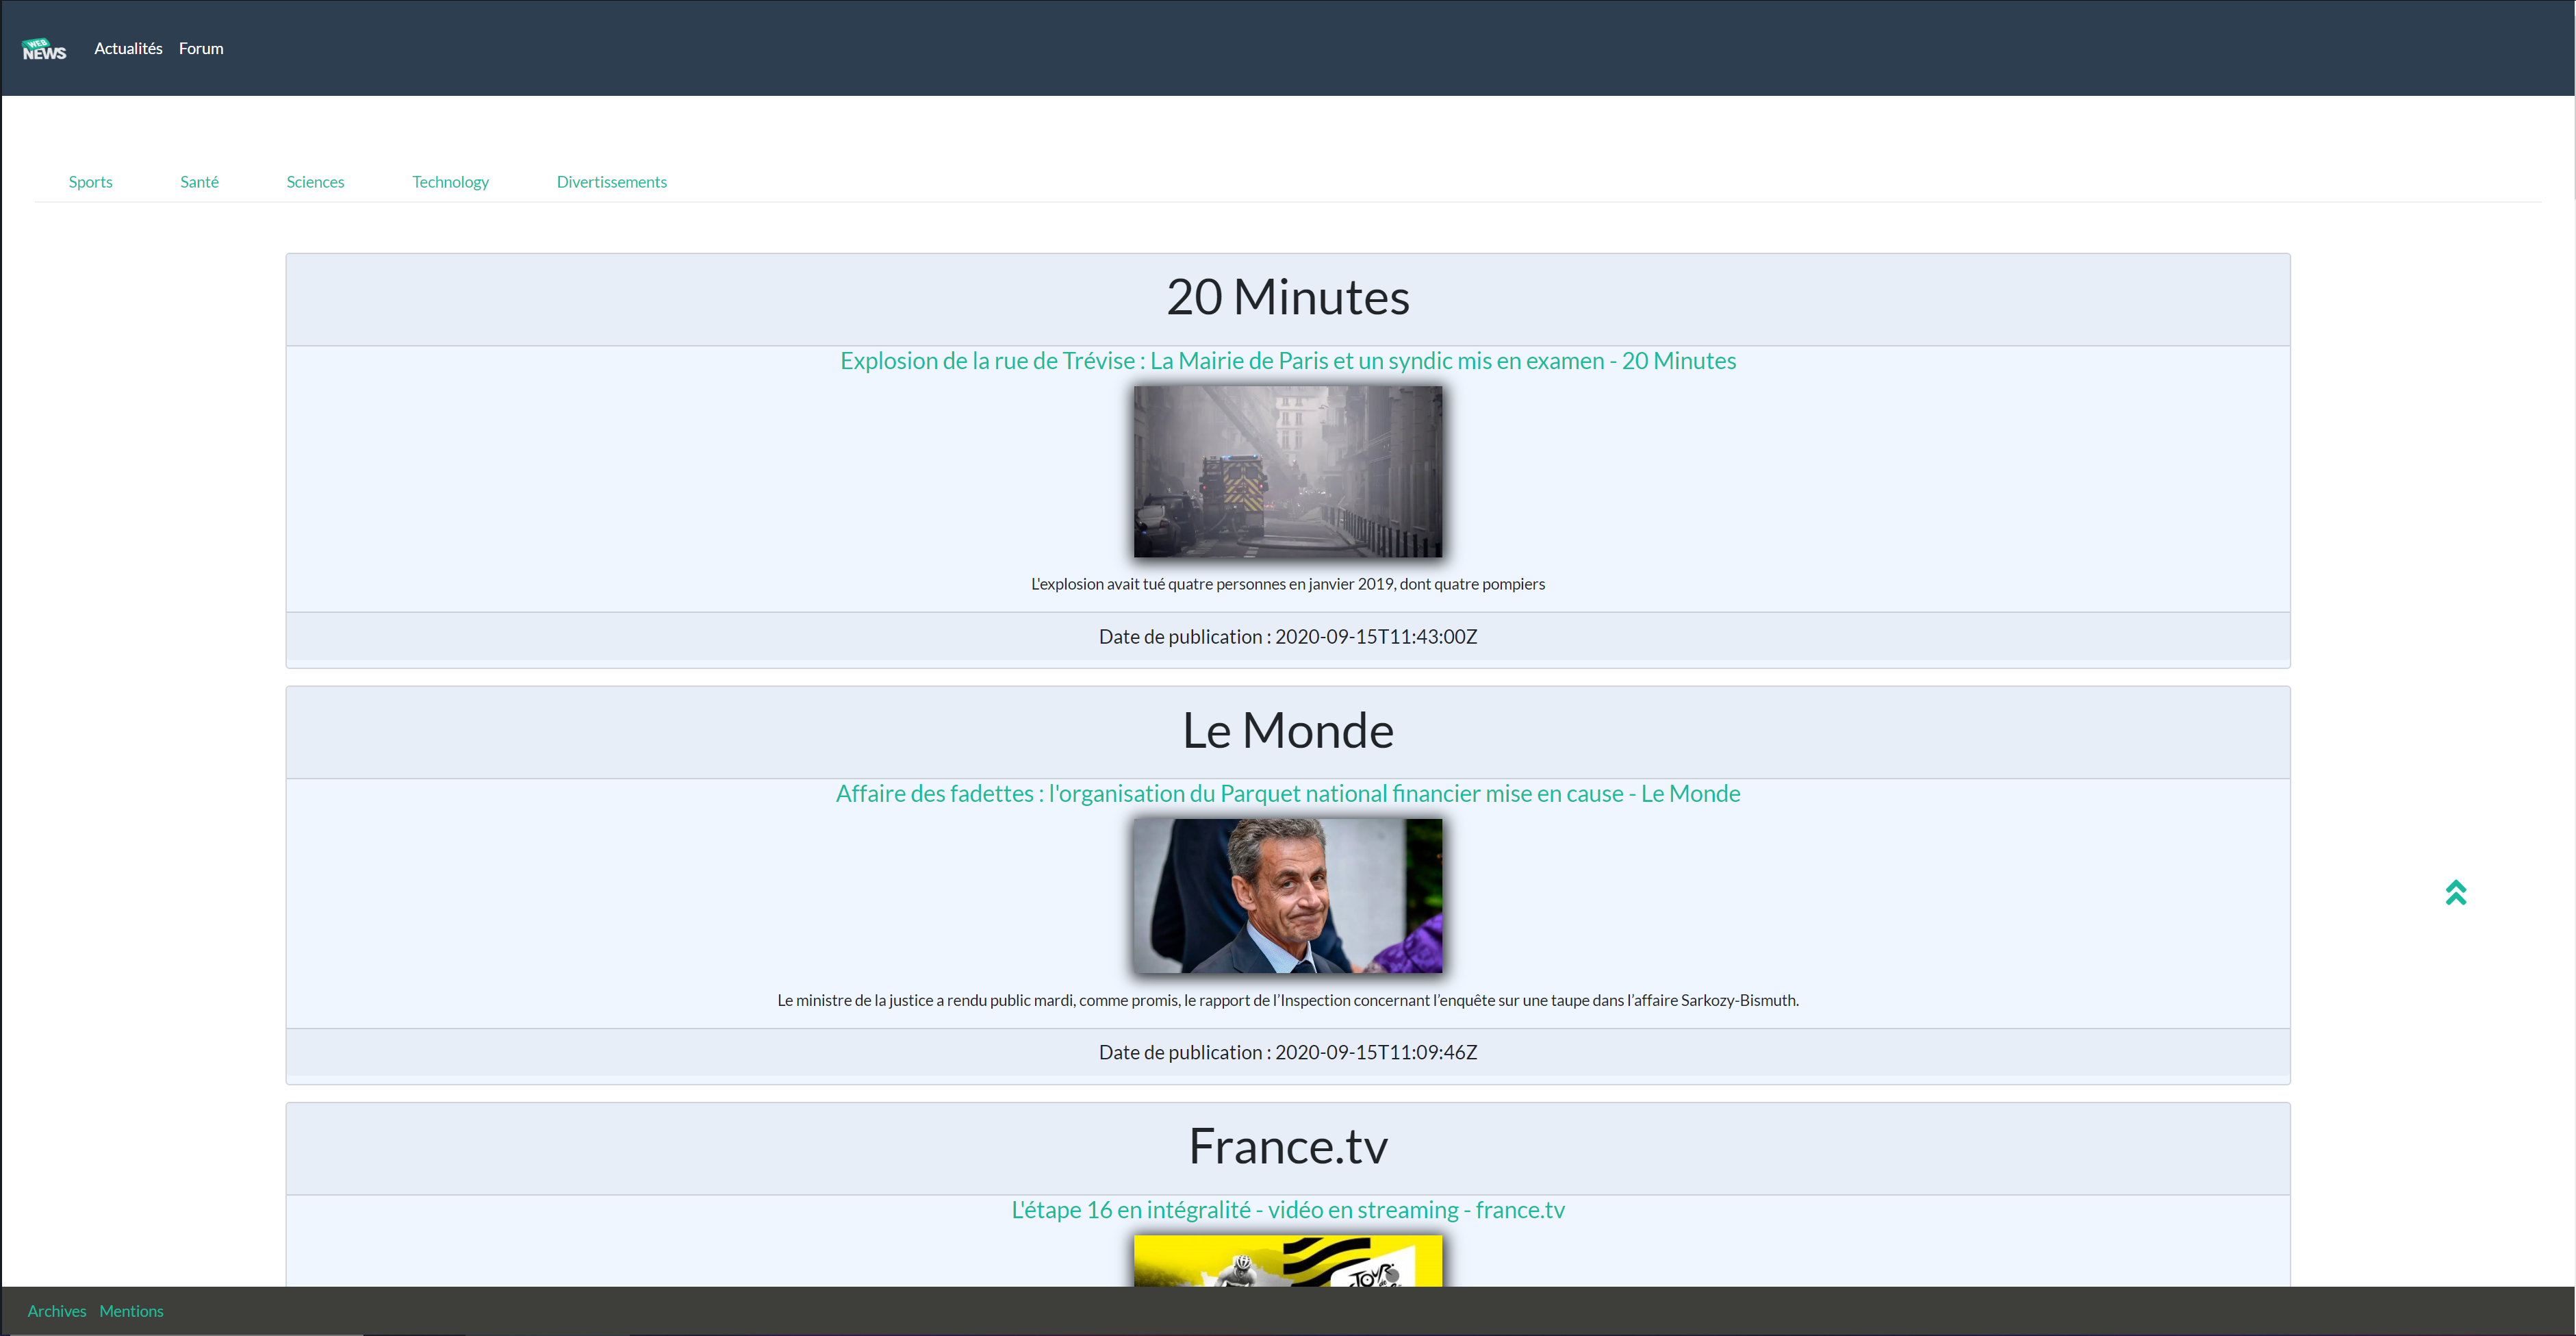 WEB
NEWS
Actualités Forum
Sports Santé Sciences Technology Divertissements
20 Minutes
Explosion de la rue de Trévise : La Mairie de Paris et un syndic mis en examen - 20 Minutes
L'explosion avait tué quatre personnes en janvier 2019, dont quatre pompiers
Date de publication : 2020-09-15T11:43:00Z
Le Monde
Affaire des fadettes : l'organisation du Parquet national financier mise en cause - Le Monde
Le ministre de la justice a rendu public mardi, comme promis, le rapport de l’Inspection concernant l’enquête sur une taupe dans l’affaire Sarkozy-Bismuth.
Date de publication : 2020-09-15T11:09:46Z
France.tv
L'étape 16 en intégralité - vidéo en streaming - france.tv
TOUR
Archives Mentions